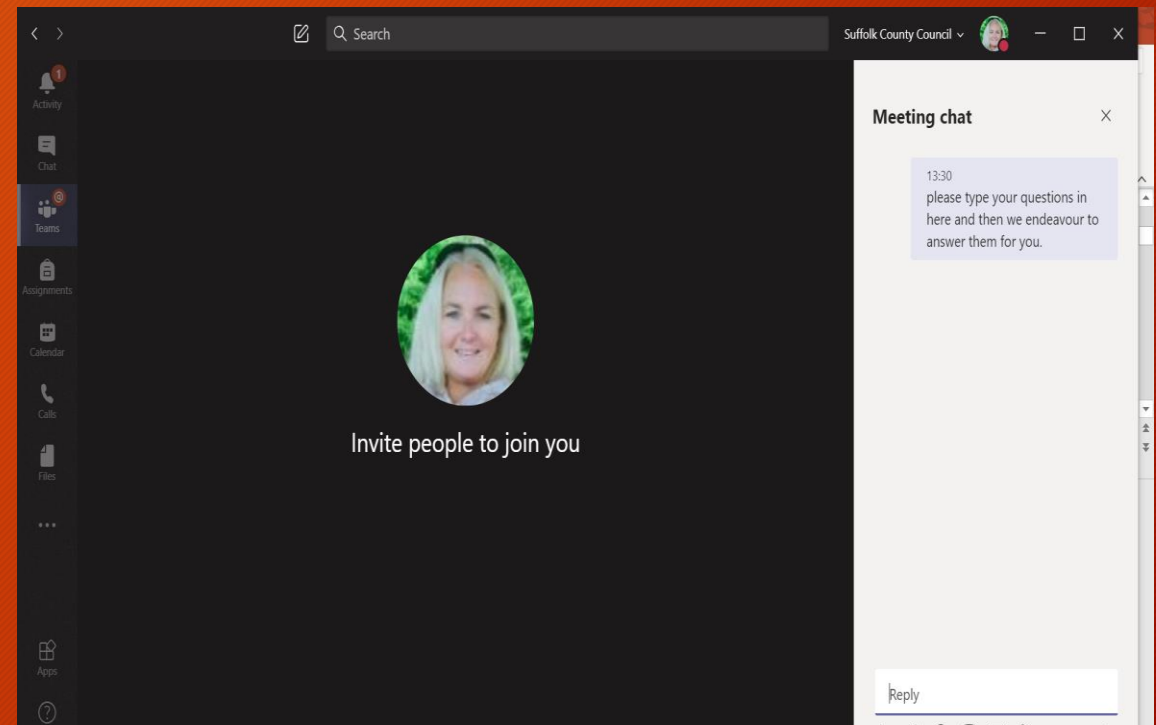 Search
Suffolk County Council
1
Activity
Chat
@
Teams
Assignments
Calendar
Calls
Files
Apps
?
Invite people to join you
Meeting chat
13:30
please type your questions in
here and then we endeavour to
answer them for you.
Reply